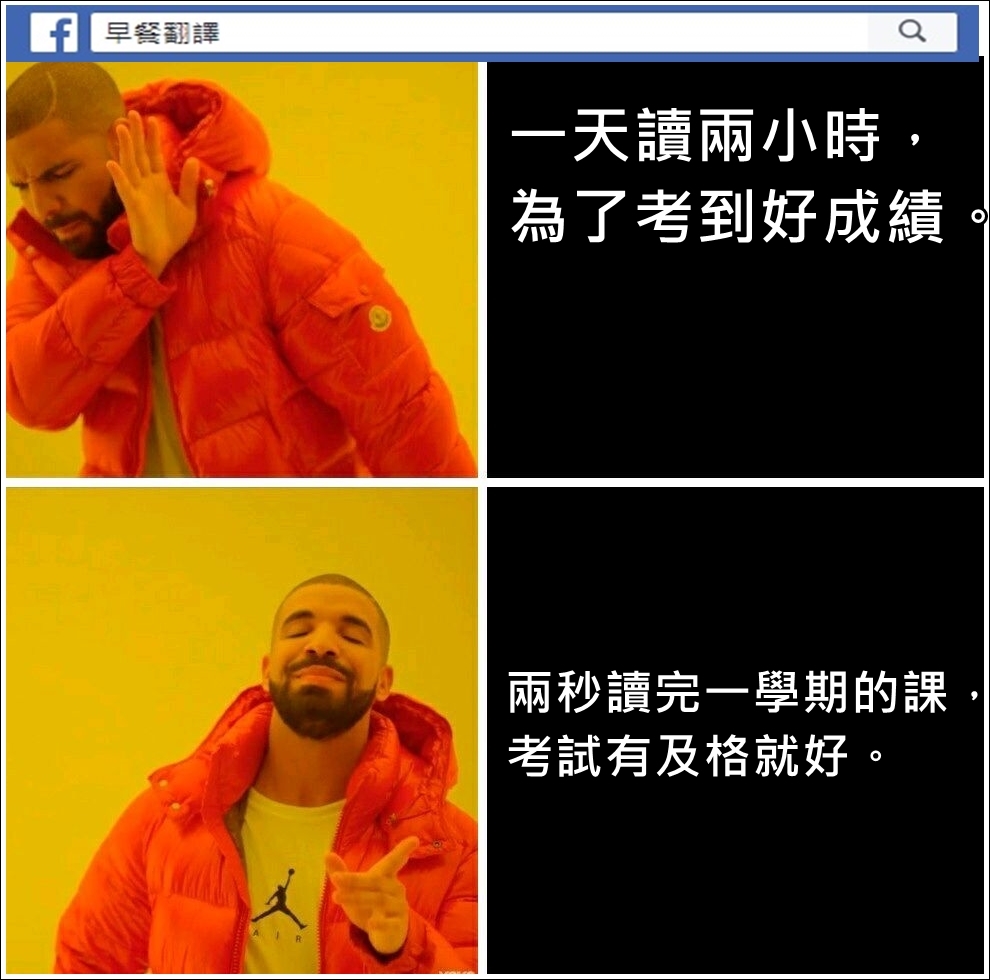 f 早餐翻譯
一天讀兩小時，
為了考到好成績。
兩秒讀完一學期的課，
考試有及格就好。
AIR